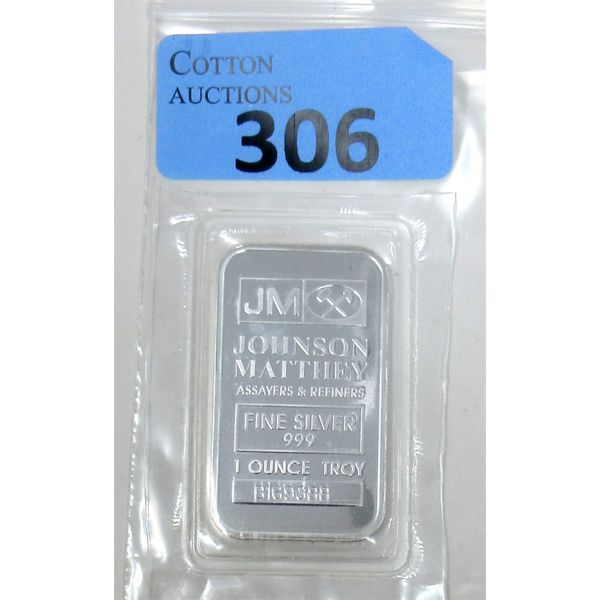 COTTON
AUCTIONS
306
JM
JOHNSON
MATTHEY
ASSAYERS & REFINERS
FINE SILVER
999
1 OUNCE TROY